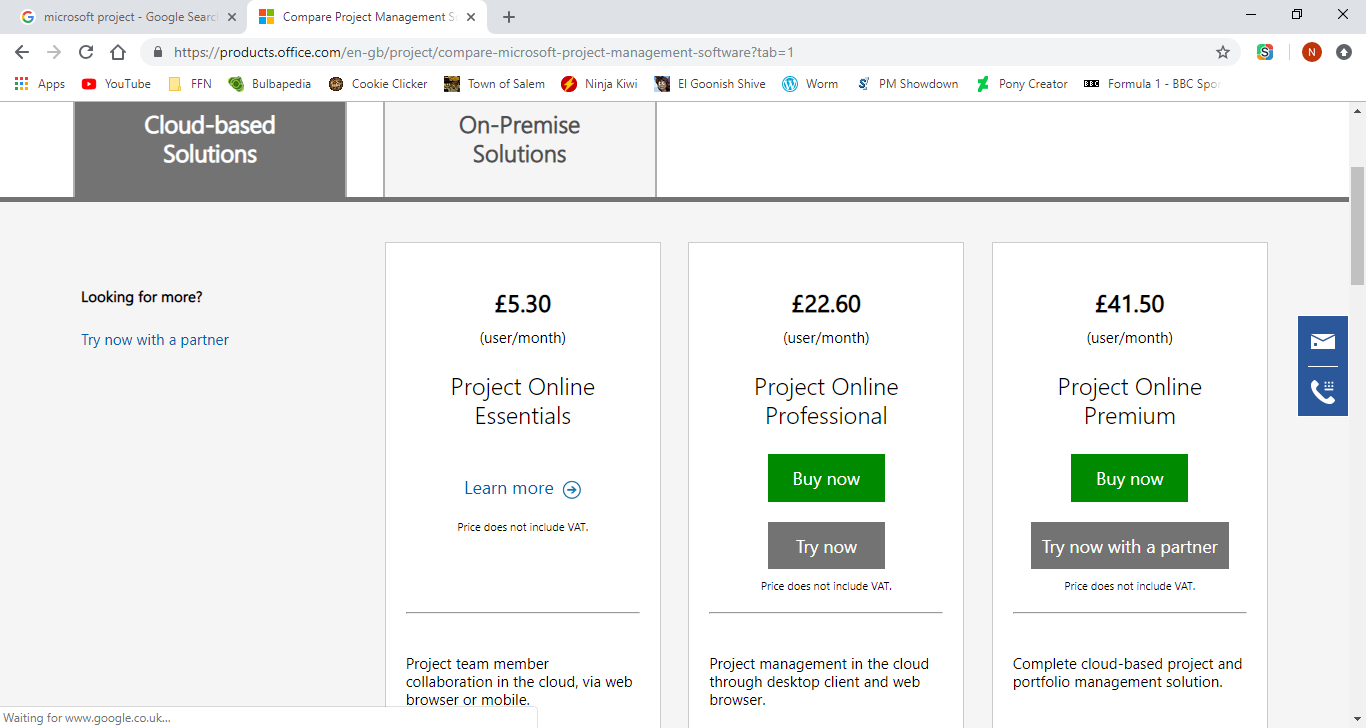 microsoft project - Google Searc
Compare Project Management S
https://products.office.com/en-gb/project/compare-microsoft-project-management-software?tab=1
N
Apps
YouTube
FFN
Bulbapedia
Cookie Clicker
Town of Salem
Ninja Kiwi
El Goonish Shive
Worm
PM Showdown
Pony Creator
BBC
Formula 1 - BBC Spor
Cloud-based
Solutions
On-Premise
Solutions
Looking for more?
Try now with a partner
£5.30
(user/month)
Project Online
Essentials
Learn more
Price does not include VAT.
Project team member
collaboration in the cloud, via web
browser or mobile.
£22.60
(user/month)
Project Online
Professional
Buy now
Try now
Price does not include VAT.
Project management in the cloud
through desktop client and web
browser.
£41.50
(user/month)
Project Online
Premium
Buy now
Try now with a partner
Price does not include VAT.
Complete cloud-based project and
portfolio management solution.
Waiting for www.google.co.uk...